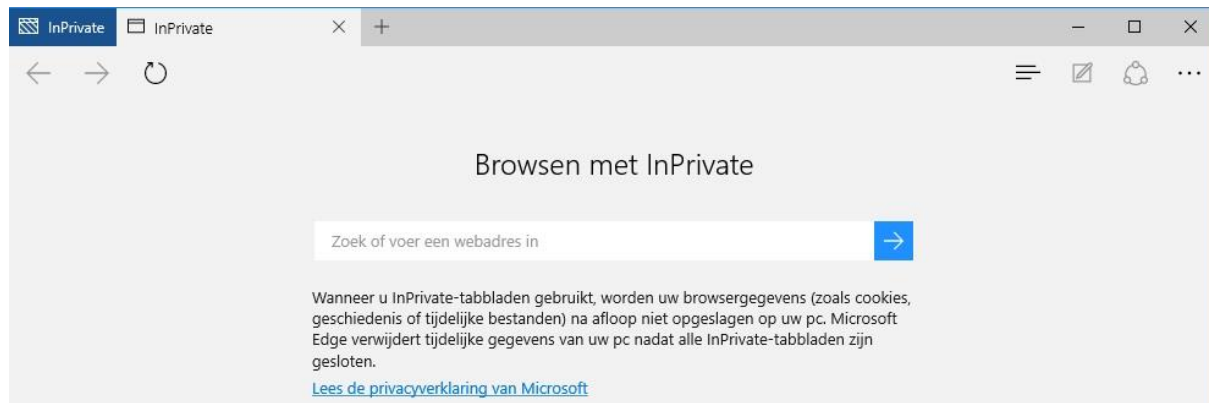 InPrivate InPrivate
Browsen met InPrivate
Zoek of voer een webadres in
Wanneer u InPrivate-tabbladen gebruikt, worden uw browsergegevens (zoals cookies,
geschiedenis of tijdelijke bestanden) na afloop niet opgeslagen op uw pc. Microsoft
Edge verwijdert tijdelijke gegevens van uw pc nadat alle InPrivate-tabbladen zijn
gesloten.
Lees de privacyverklaring van Microsoft